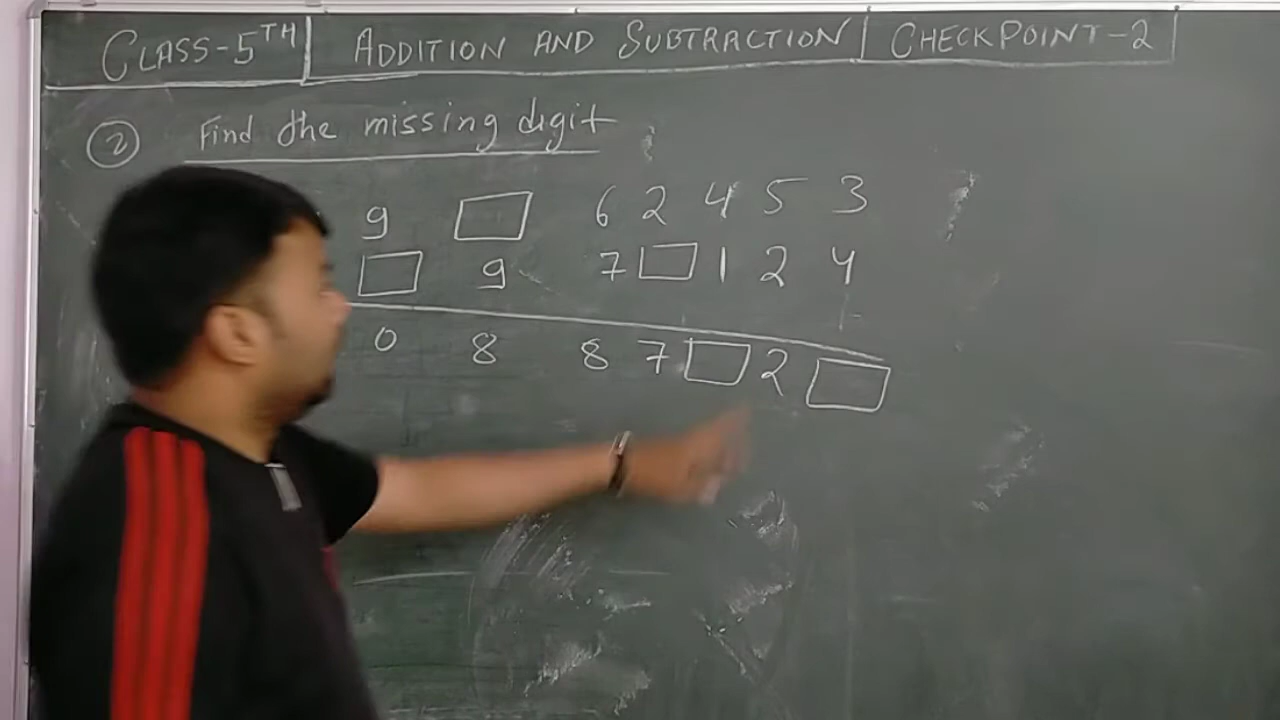 CLASS-5TH ADDITION AND SUBTRACTION CHECKPOINT-2
2 Find the missing digit
9 □ 6 2 4 5 3
□ 9 7 □ 1 2 4
0 8 8 7 □ 2 □